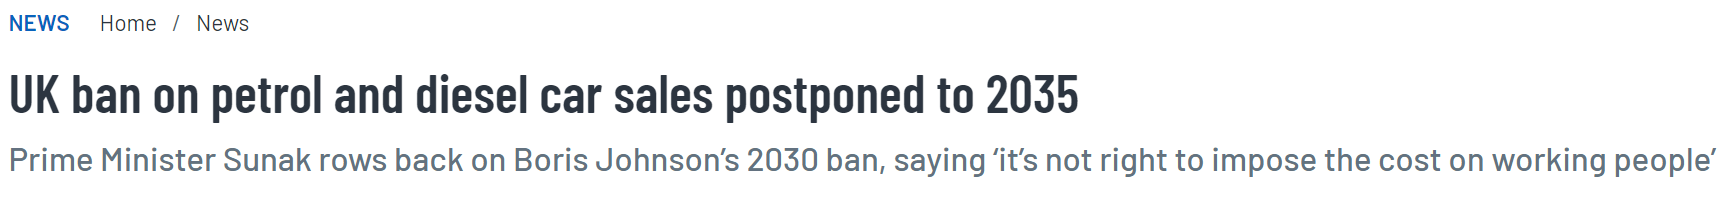 NEWS Home / News
UK ban on petrol and diesel car sales postponed to 2035
Prime Minister Sunak rows back on Boris Johnson’s 2030 ban, saying ‘it’s not right to impose the cost on working people’